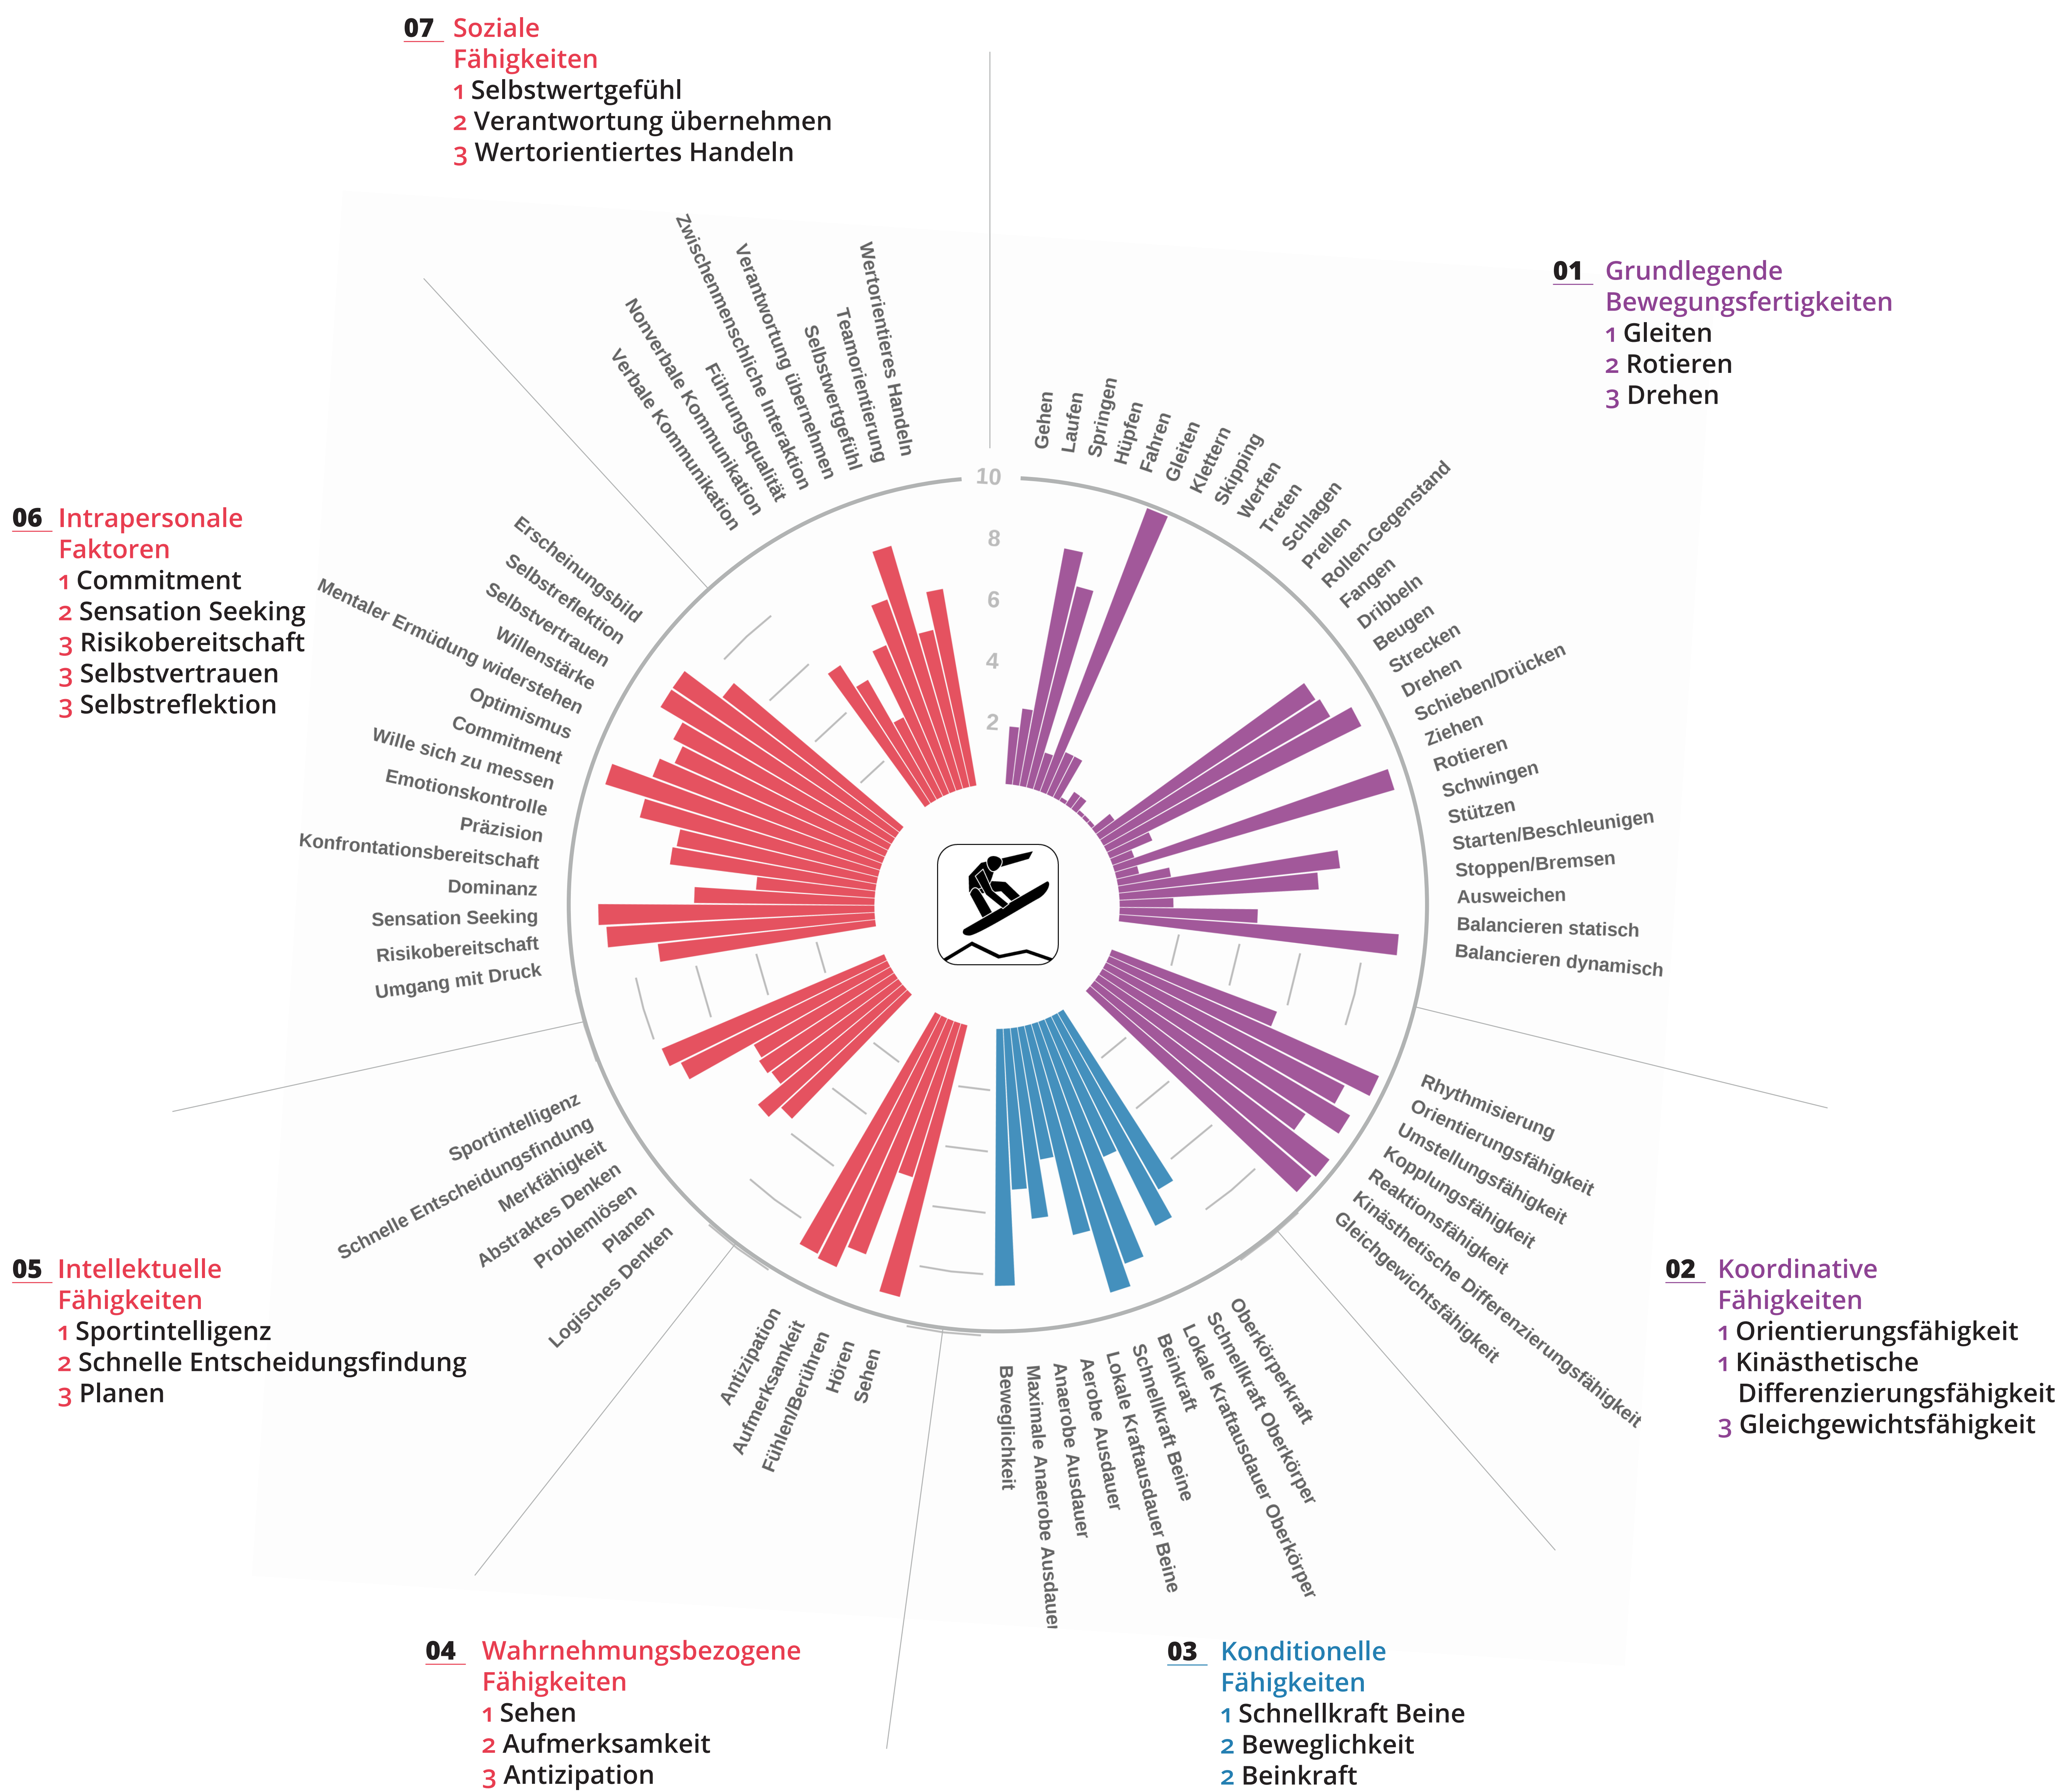 07 Soziale
Fähigkeiten
1 Selbstwertgefühl
2 Verantwortung übernehmen
3 Wertorientiertes Handeln
01 Grundlegende
Bewegungsfertigkeiten
1 Gleiten
2 Rotieren
3 Drehen
02 Koordinative
Fähigkeiten
1 Orientierungsfähigkeit
1 Kinästhetische
Differenzierungsfähigkeit
3 Gleichgewichtsfähigkeit
03 Konditionelle
Fähigkeiten
1 Schnellkraft Beine
2 Beweglichkeit
2 Beinkraft
04 Wahrnehmungsbezogene
Fähigkeiten
1 Sehen
2 Aufmerksamkeit
3 Antizipation
05 Intellektuelle
Fähigkeiten
1 Sportintelligenz
2 Schnelle Entscheidungsfindung
3 Planen
06 Intrapersonale
Faktoren
1 Commitment
2 Sensation Seeking
3 Risikobereitschaft
3 Selbstvertrauen
3 Selbstreflektion
10
8
6
4
2
Gehen
Laufen
Springen
Hüpfen
Fahren
Gleiten
Klettern
Skipping
Werfen
Treten
Schlagen
Prellen
Rollen-Gegenstand
Fangen
Dribbeln
Beugen
Strecken
Drehen
Schieben/Drücken
Ziehen
Rotieren
Schwingen
Stützen
Starten/Beschleunigen
Stoppen/Bremsen
Ausweichen
Balancieren statisch
Balancieren dynamisch
Rhythmisierung
Orientierungsfähigkeit
Umstellungsfähigkeit
Kopplungsfähigkeit
Reaktionsfähigkeit
Kinästhetische Differenzierungsfähigkeit
Gleichgewichtsfähigkeit
Oberkörperkraft
Schnellkraft Oberkörper
Lokale Kraftausdauer Oberkörper
Beinkraft
Schnellkraft Beine
Lokale Kraftausdauer Beine
Aerobe Ausdauer
Anaerobe Ausdauer
Maximale Anaerobe Ausdauer
Beweglichkeit
Sehen
Hören
Fühlen/Berühren
Aufmerksamkeit
Antizipation
Logisches Denken
Planen
Problemlösen
Abstraktes Denken
Merkfähigkeit
Schnelle Entscheidungsfindung
Sportintelligenz
Umgang mit Druck
Risikobereitschaft
Sensation Seeking
Dominanz
Konfrontationsbereitschaft
Präzision
Emotionskontrolle
Wille sich zu messen
Commitment
Optimismus
Mentaler Ermüdung widerstehen
Willenstärke
Selbstvertrauen
Selbstreflektion
Erscheinungsbild
Verbale Kommunikation
Nonverbale Kommunikation
Führungsqualität
Zwischenmenschliche Interaktion
Verantwortung übernehmen
Selbstwertgefühl
Teamorientierung
Wertorientieres Handeln